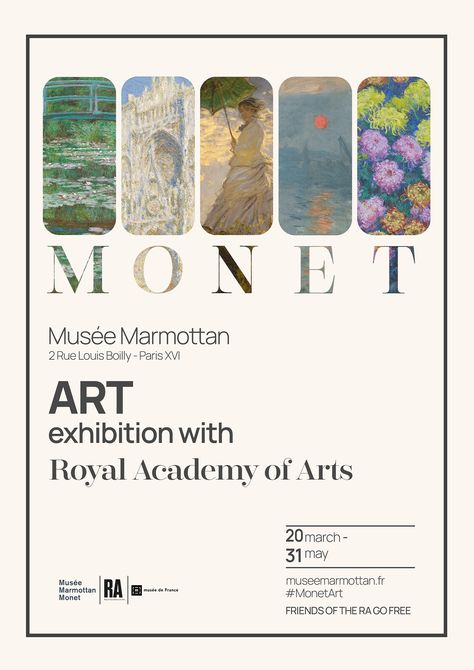 MONET
Musée Marmottan
2 Rue Louis Boilly - Paris XVI
ART
exhibition with
Royal Academy of Arts
20 march -
31 may
museemarmottan.fr
#MonetArt
FRIENDS OF THE RA GO FREE
Musée
Marmottan
Monet
RA
musée de France